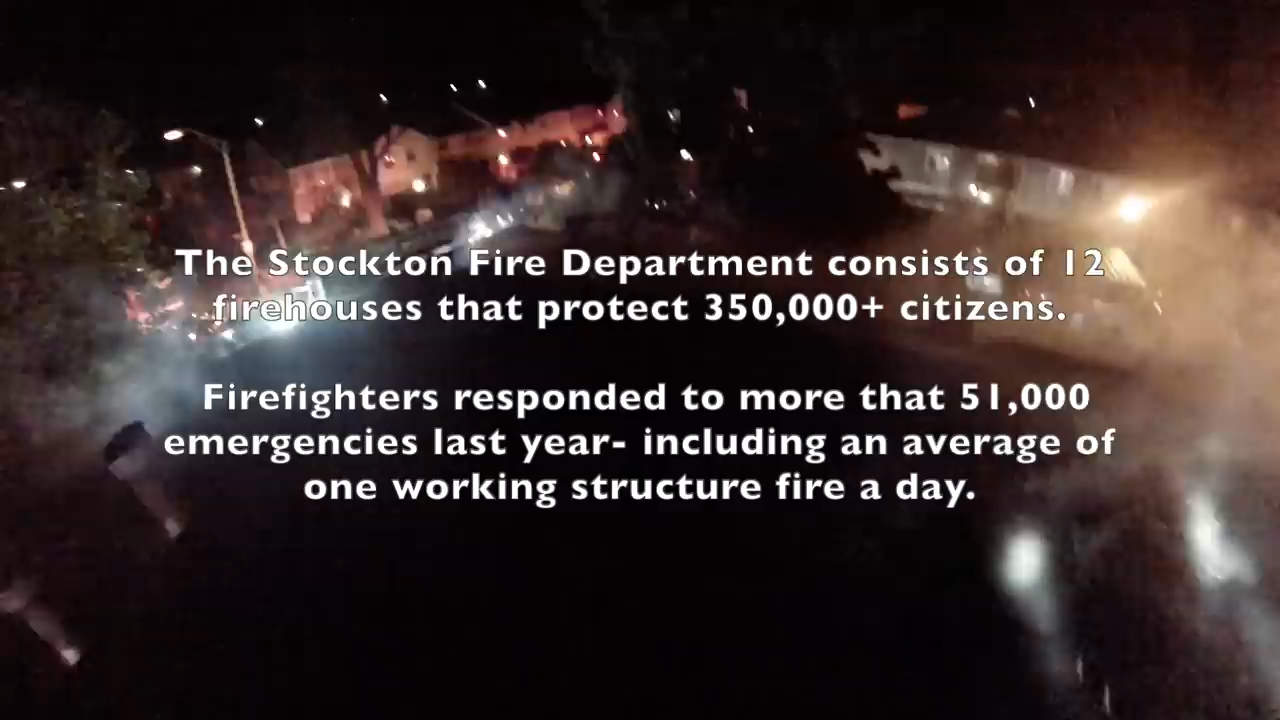 The Stockton Fire Department consists of 12
firehouses that protect 350,000+ citizens.
Firefighters responded to more that 51,000
emergencies last year- including an average of
one working structure fire a day.